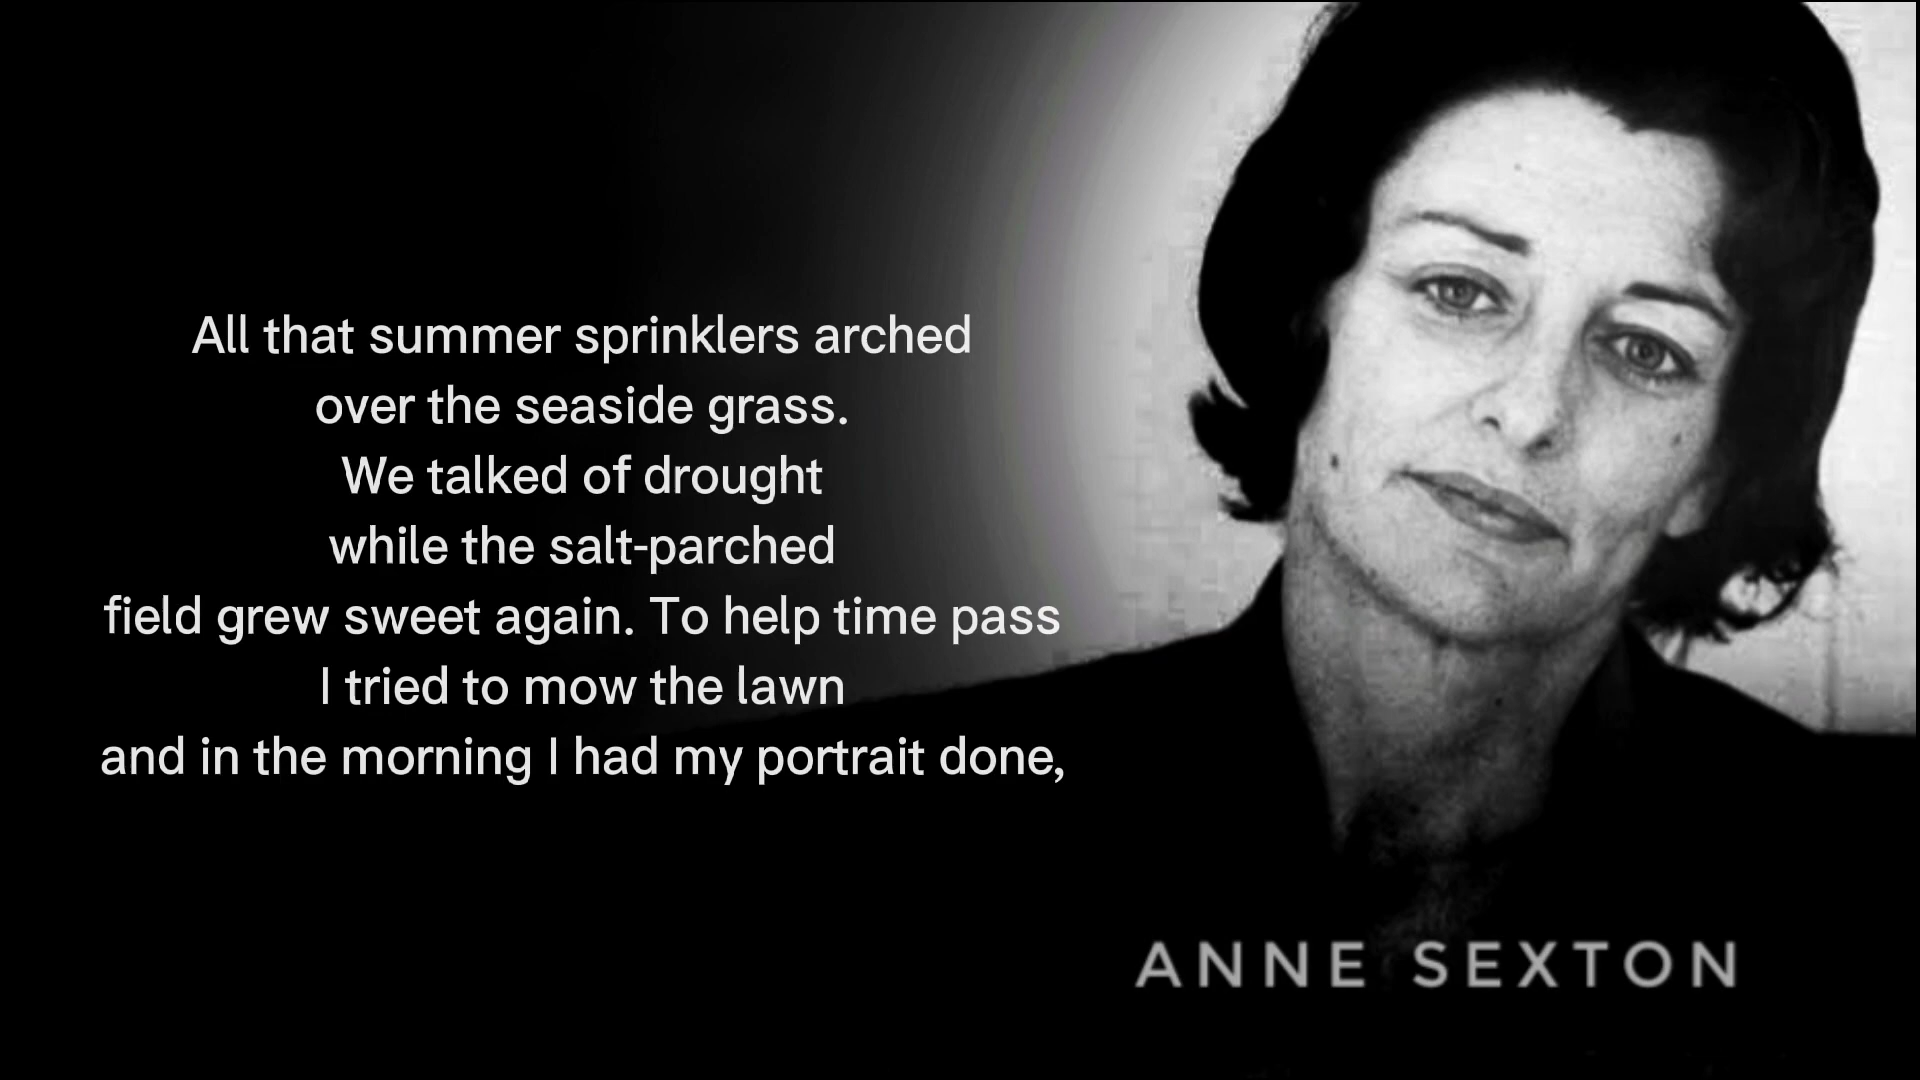 All that summer sprinklers arched
over the seaside grass.
We talked of drought
while the salt-parched
field grew sweet again. To help time pass
I tried to mow the lawn
and in the morning I had my portrait done,
ANNE SEXTON